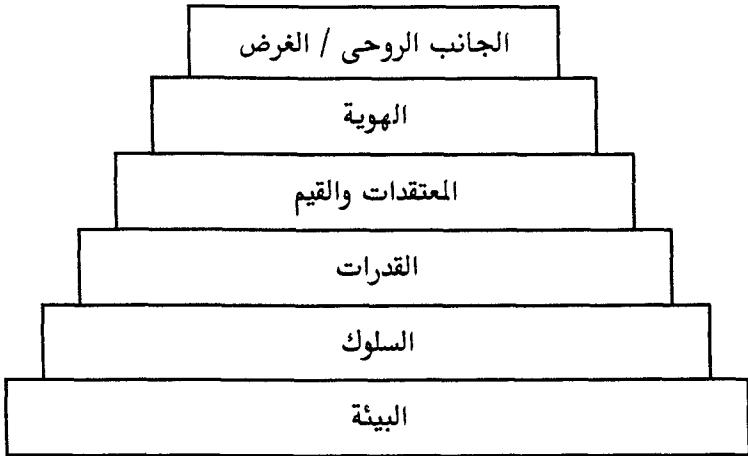 الجانب الروحى / الغرض
الهوية
المعتقدات والقيم
القدرات
السلوك
البيئة